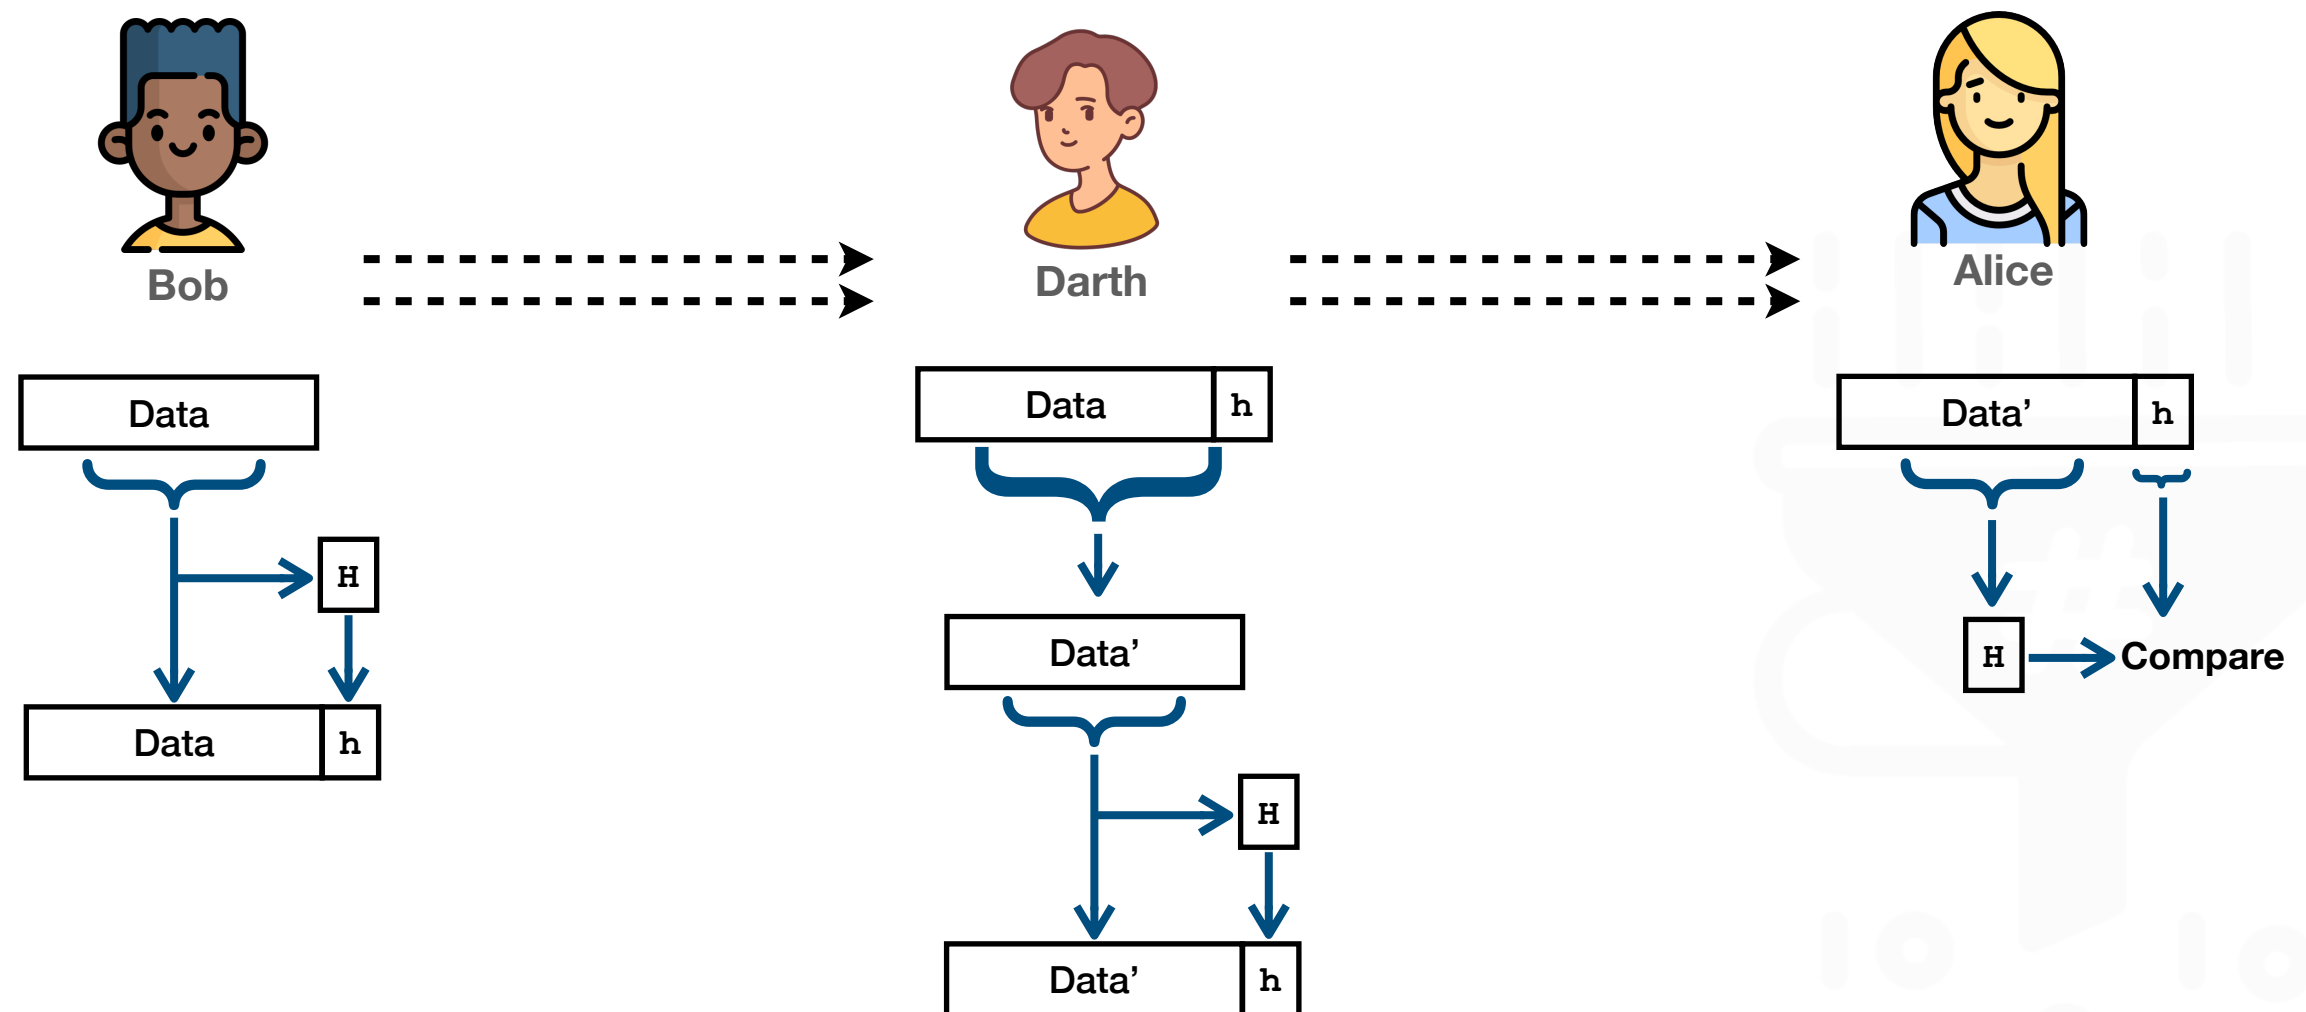 Bob
Darth
Alice
Data
H
Data h
Data h
Data’
H
Data’ h
Data’ h
H
Compare